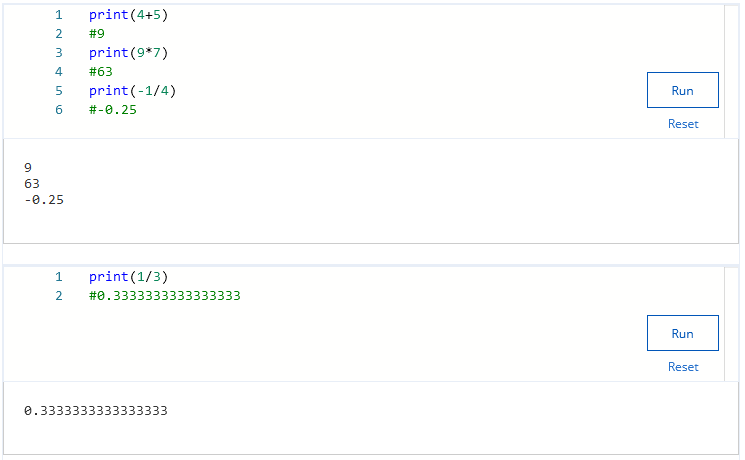 1 print(4+5)
2 #9
3 print(9*7)
4 #63
5 print(-1/4)
6 #-0.25
Run
Reset
9
63
-0.25
1 print(1/3)
2 #0.3333333333333333
Run
Reset
0.3333333333333333